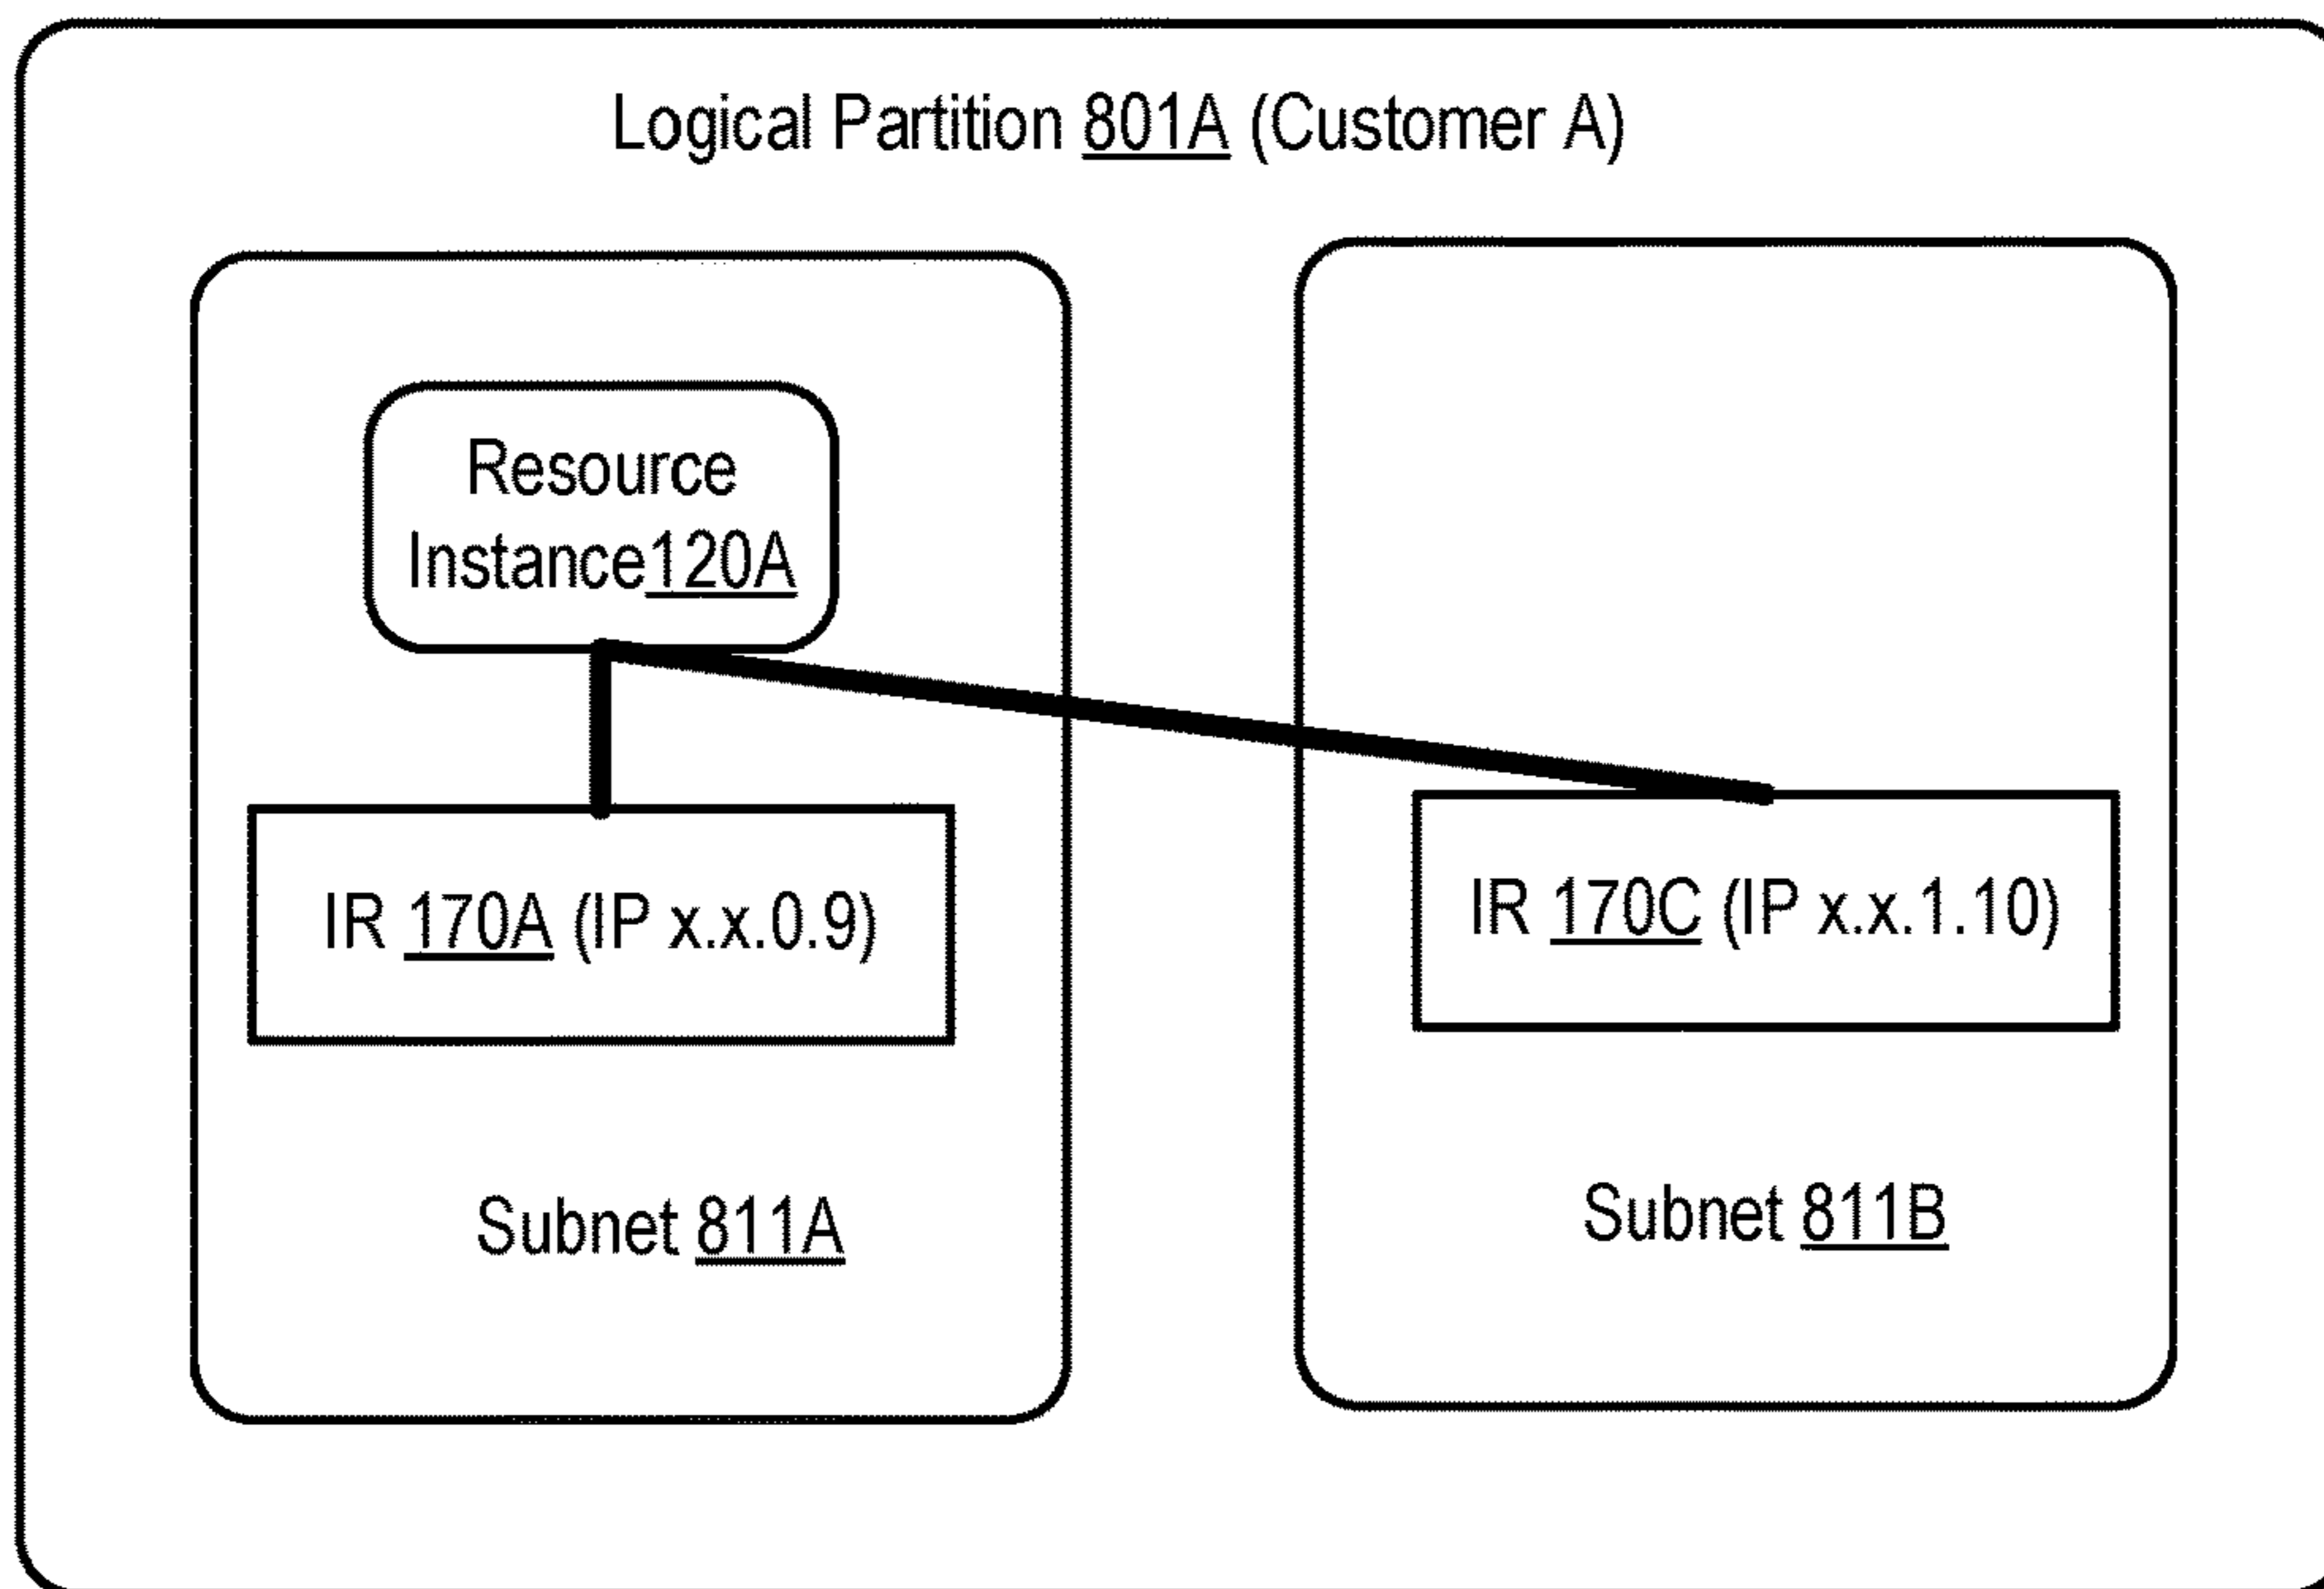 Logical Partition 801A (Customer A)
Resource
Instance120A
IR 170A (IP x.x.0.9)
Subnet 811A
IR 170C (IP x.x.1.10)
Subnet 811B